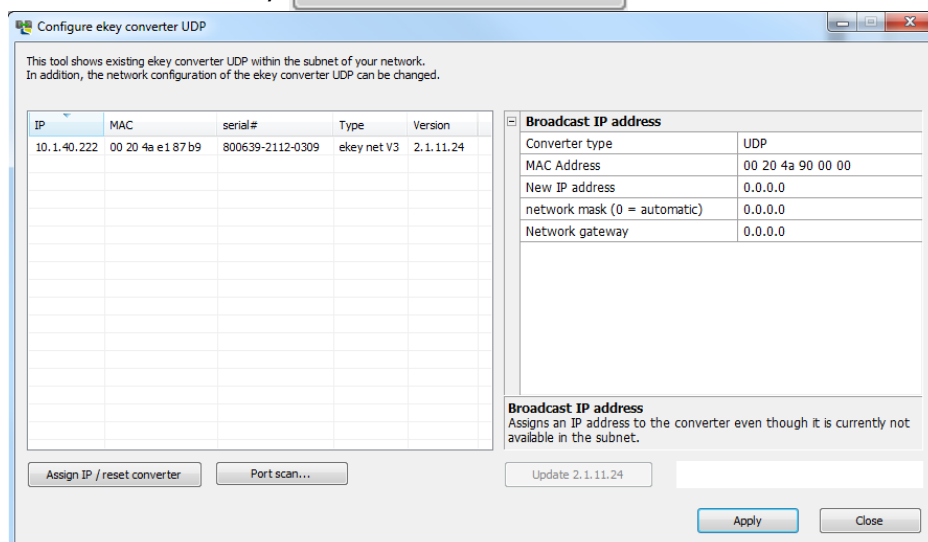 Configure ekey converter UDP
This tool shows existing ekey converter UDP within the subnet of your network.
In addition, the network configuration of the ekey converter UDP can be changed.
IP MAC serial# Type Version
10.1.40.222 00 20 4a e1 87 b9 800639-2112-0309 ekey net V3 2.1.11.24
Broadcast IP address
Converter type UDP
MAC Address 00 20 4a 90 00 00
New IP address 0.0.0.0
network mask (0 = automatic) 0.0.0.0
Network gateway 0.0.0.0
Broadcast IP address
Assigns an IP address to the converter even though it is currently not
available in the subnet.
Assign IP / reset converter Port scan... Update 2.1.11.24
Apply Close